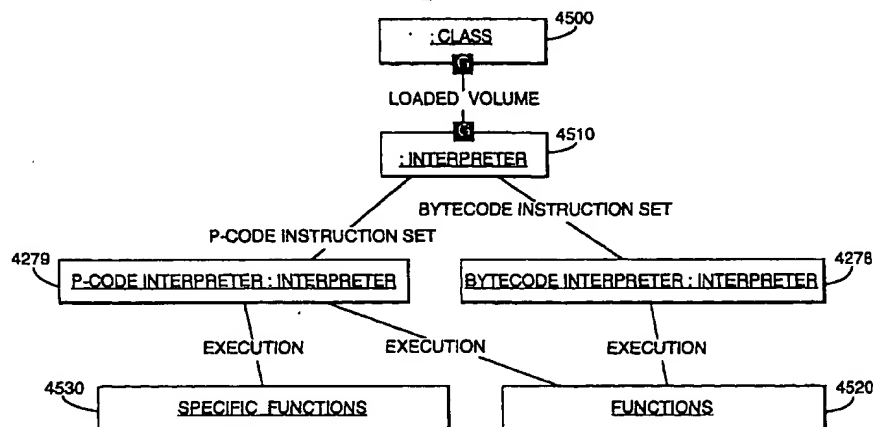 4500
: CLASS
G
LOADED VOLUME
G
4510
: INTERPRETER
BYTECODE INSTRUCTION SET
P-CODE INSTRUCTION SET
4279
P-CODE INTERPRETER : INTERPRETER
BYTECODE INTERPRETER : INTERPRETER
4278
EXECUTION
EXECUTION
EXECUTION
4530
SPECIFIC FUNCTIONS
FUNCTIONS
4520